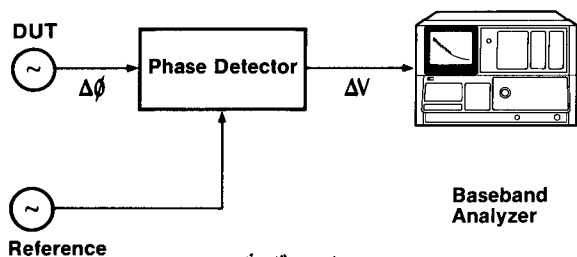 DUT
~
Δϕ
Phase Detector
ΔV
~
Reference
Baseband
Analyzer